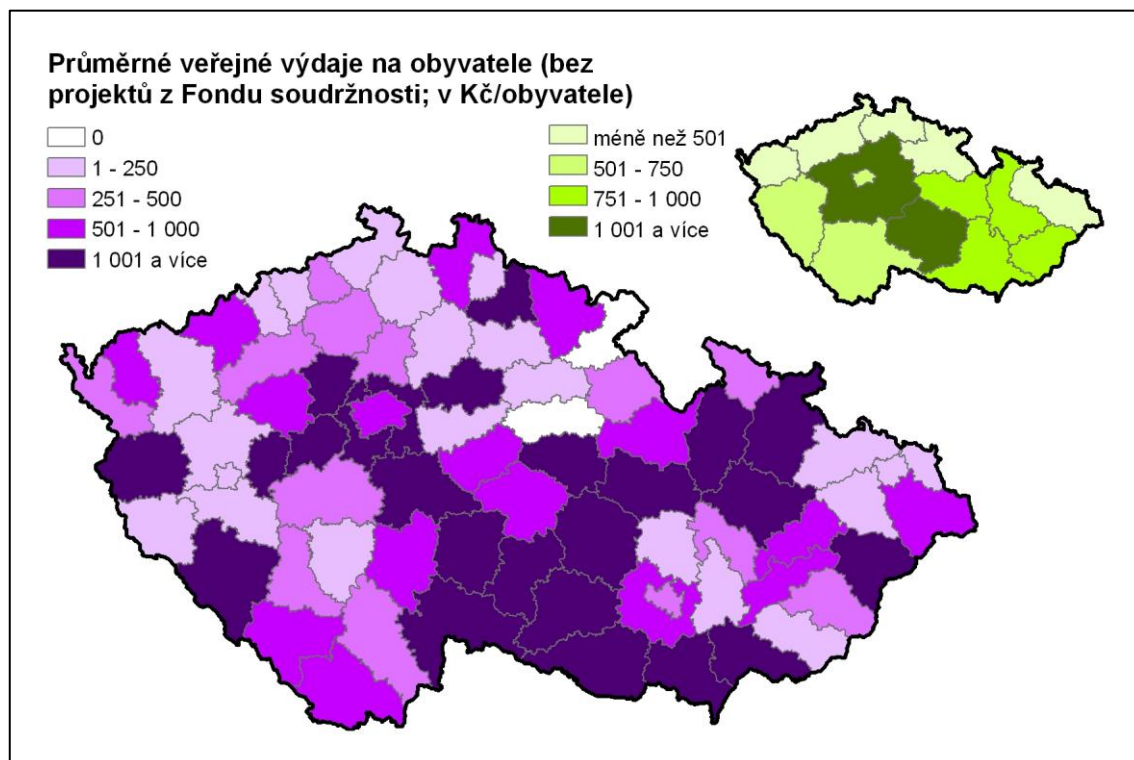 Průměrné veřejné výdaje na obyvatele (bez
projektů z Fondu soudržnosti; v Kč/obyvatele)
0
1 - 250
251 - 500
501 - 1 000
1 001 a více
méně než 501
501 - 750
751 - 1 000
1 001 a více